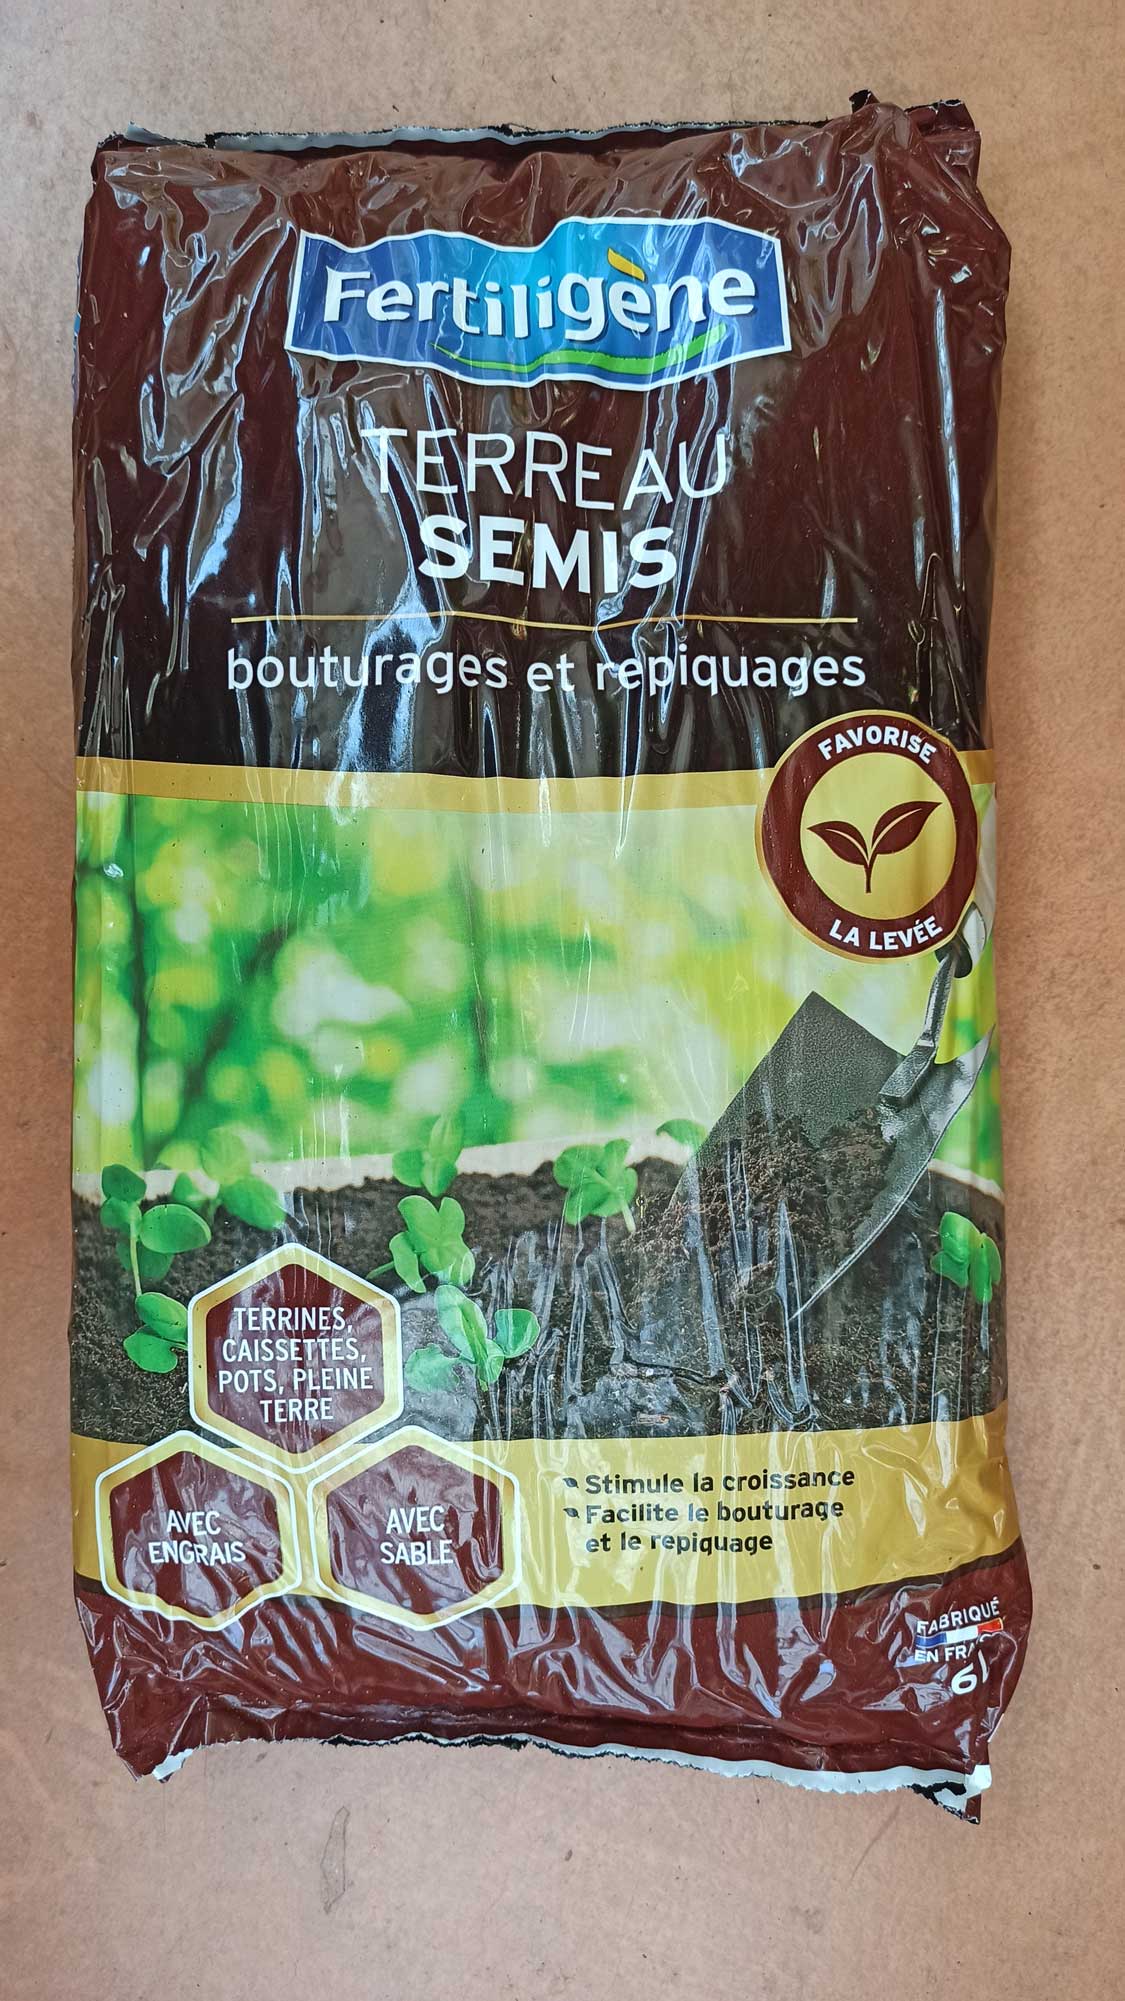 Fertiligène
TERREAU
SEMIS
bouturages et repiquages
FAVORISE
LA LEVÉE
TERRINES,
CAISSETTES,
POTS, PLEINE
TERRE
AVEC
ENGRAIS
AVEC
SABLE
Stimule la croissance
Facilite le bouturage
et le repiquage
FABRIQUÉ
EN